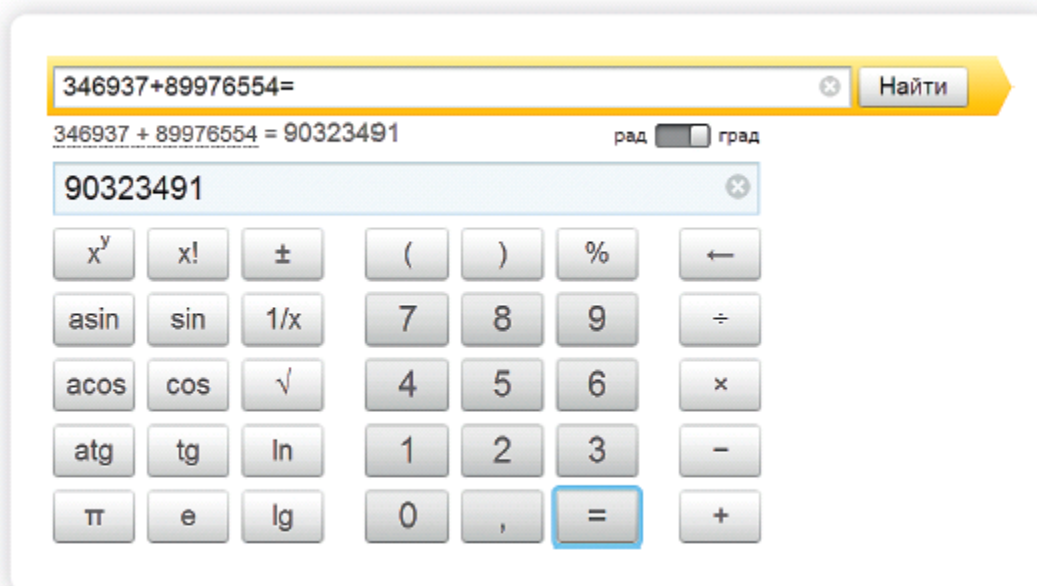 346937+89976554= Найти
346937 + 89976554 = 90323491 рад град
90323491
xʸ x! ± ( ) % ←
asin sin 1/x 7 8 9 ÷
acos cos √ 4 5 6 ×
atg tg ln 1 2 3 −
π e lg 0 , = +